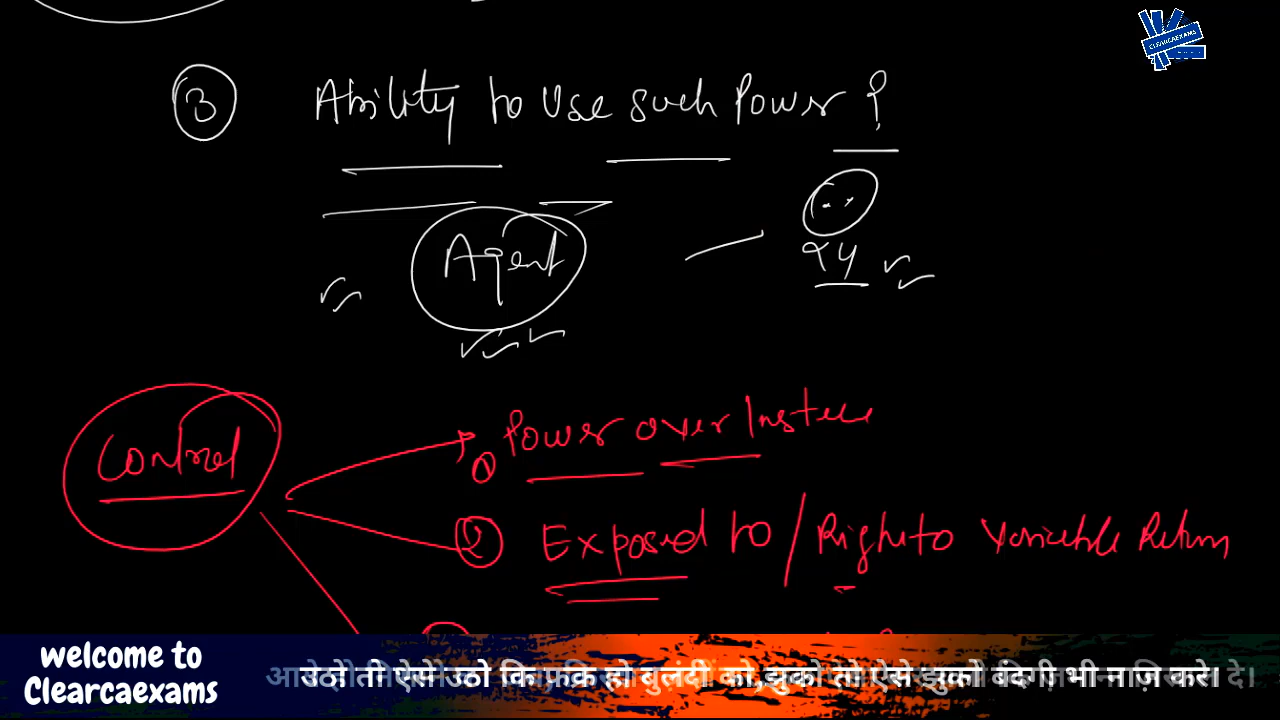 CLEARCAEXAMS
3 Ability to Use such Power ?
Agent
Control
1 Power over Investee
2 Exposed to / Right to Variable Return
welcome to
Clearcaexams
उठो तो ऐसे उठो कि फ़क्र हो बुलंदी को,झुको तो ऐसे झुको बंदगी भी नाज़ करे।